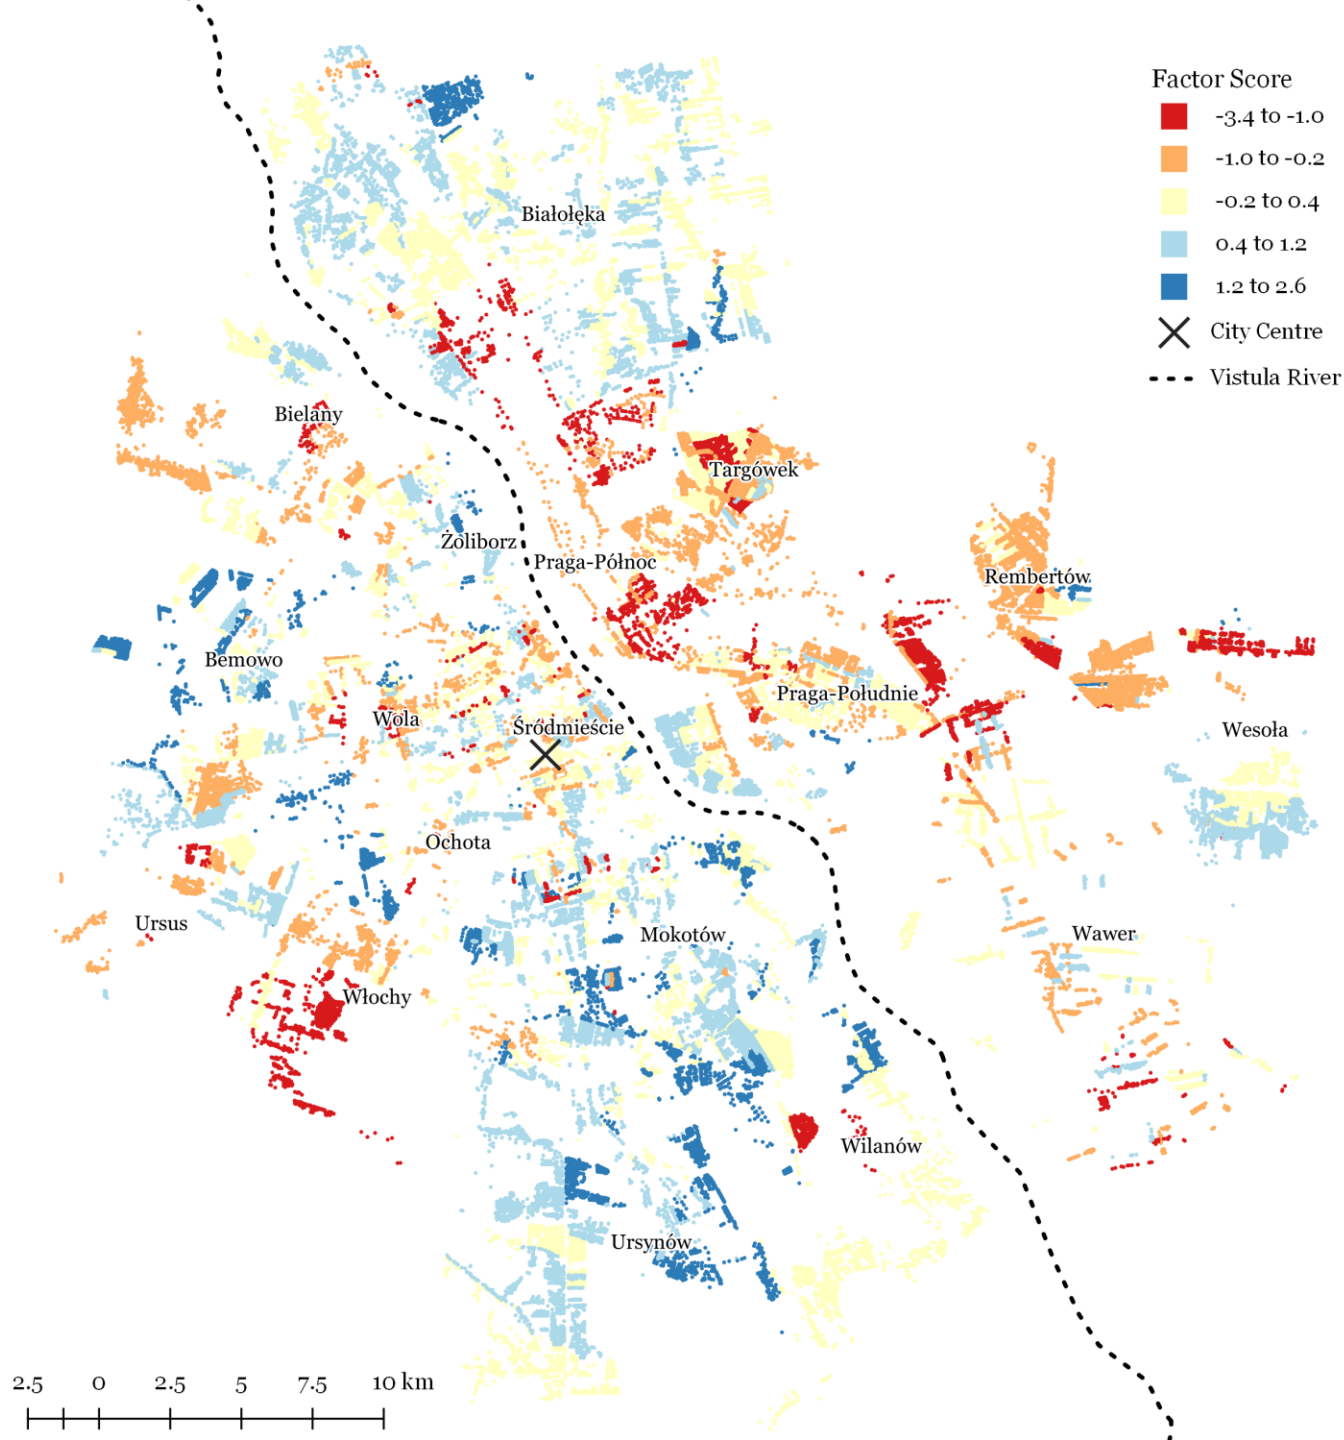 Factor Score
-3.4 to -1.0
-1.0 to -0.2
-0.2 to 0.4
0.4 to 1.2
1.2 to 2.6
City Centre
Vistula River
Białołęka
Bielany
Targówek
Żoliborz
Praga-Północ
Rembertów
Bemowo
Praga-Południe
Wola
Śródmieście
Wesoła
Ochota
Ursus
Mokotów
Wawer
Włochy
Wilanów
Ursynów
2.5 0 2.5 5 7.5 10 km